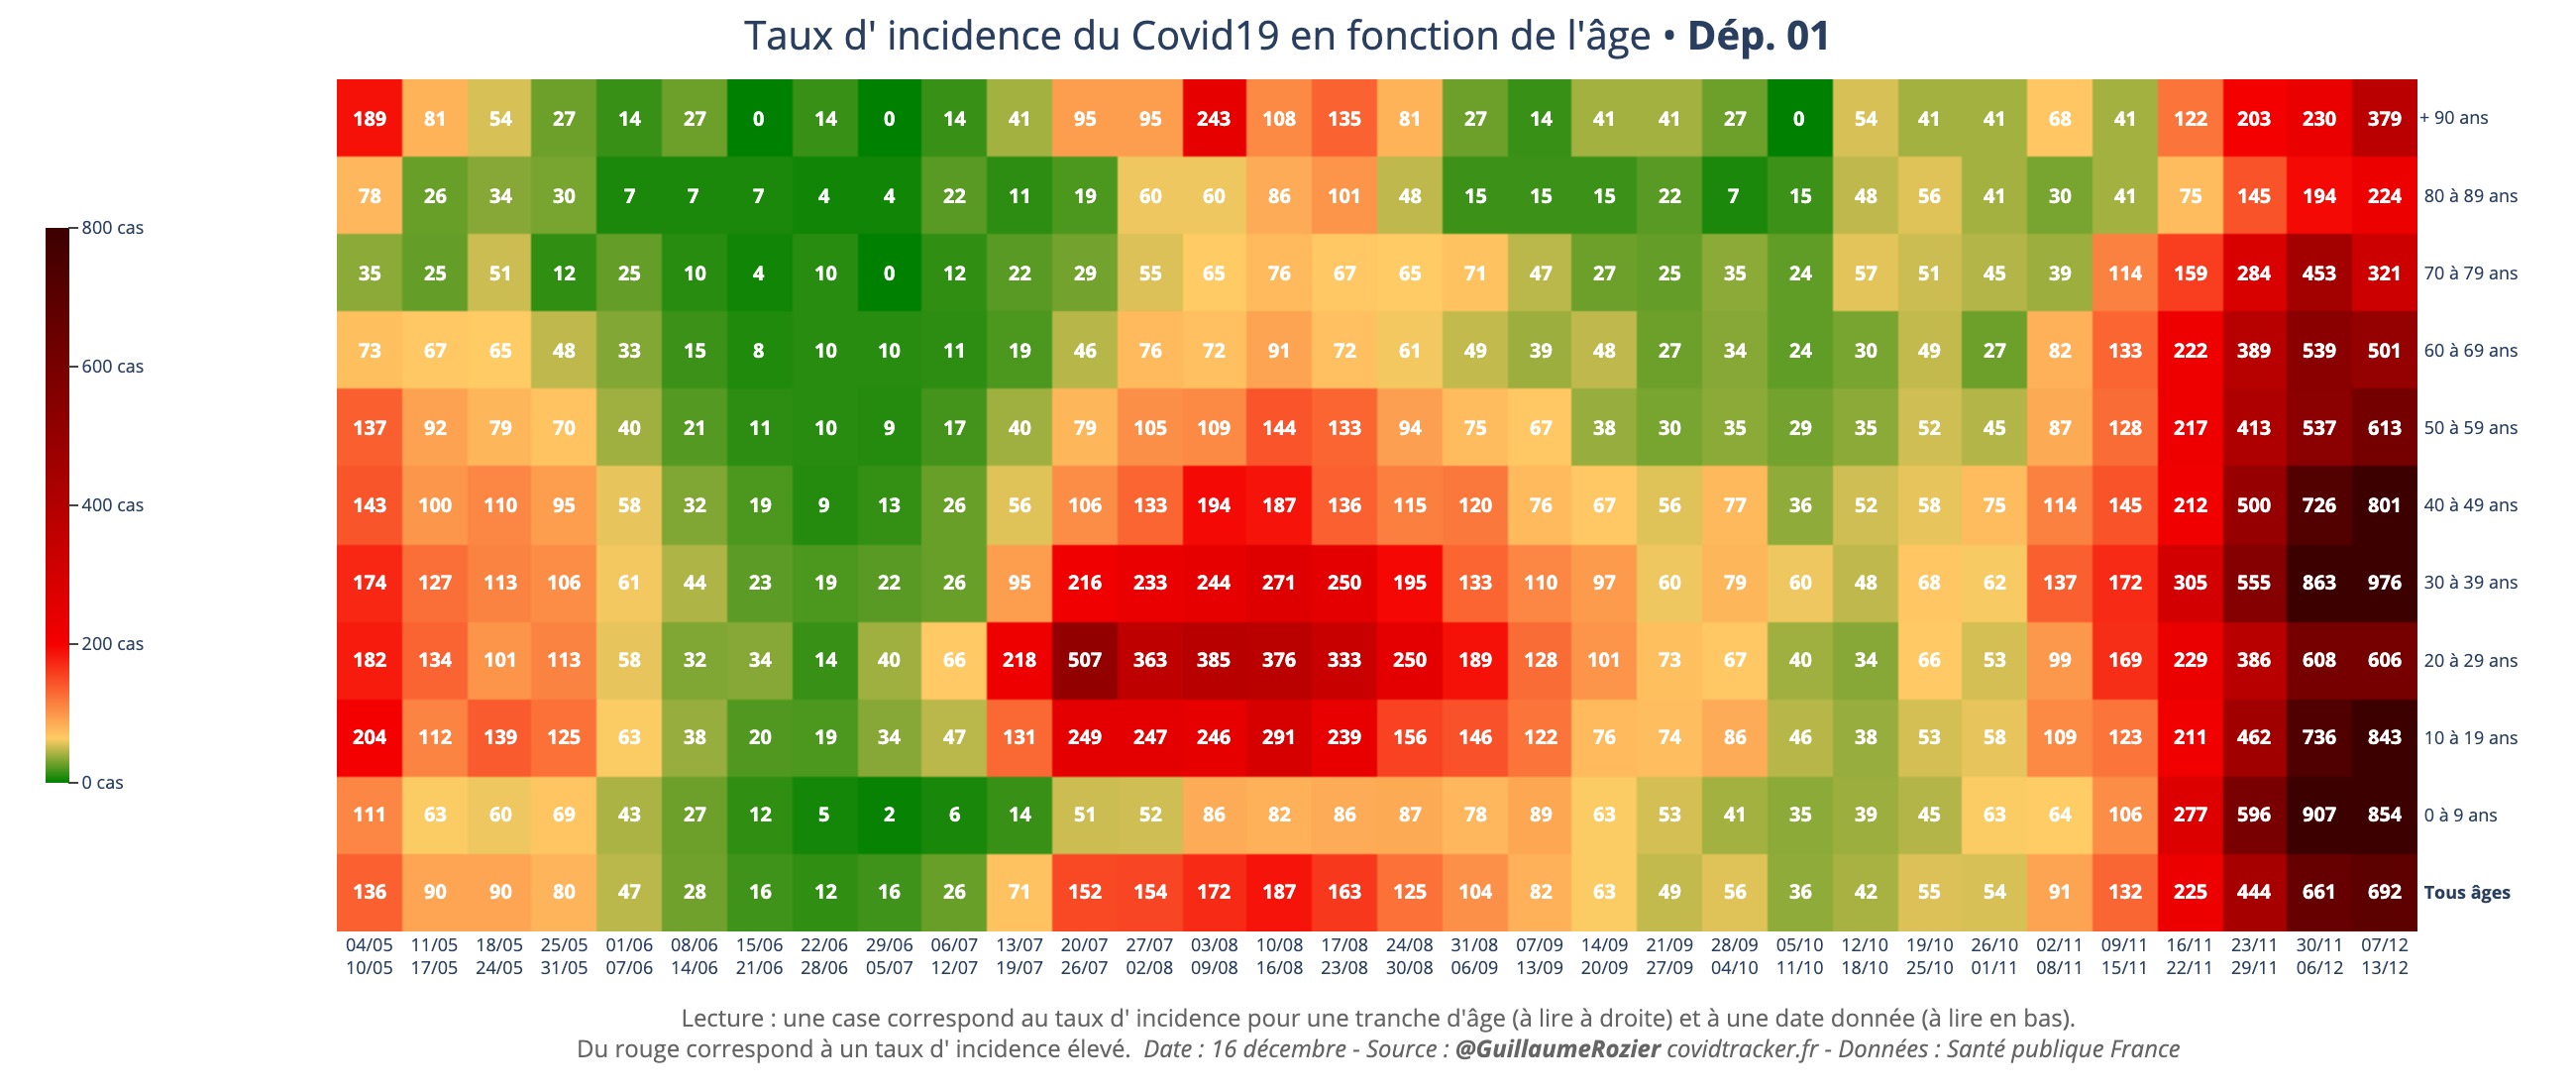 Taux d' incidence du Covid19 en fonction de l'âge • Dép. 01
800 cas
600 cas
400 cas
200 cas
0 cas
189 81 54 27 14 27 0 14 0 14 41 95 95 243 108 135 81 27 14 41 41 27 0 54 41 41 68 41 122 203 230 379 + 90 ans
78 26 34 30 7 7 7 4 4 22 11 19 60 60 86 101 48 15 15 15 22 7 15 48 56 41 30 41 75 145 194 224 80 à 89 ans
35 25 51 12 25 10 4 10 0 12 22 29 55 65 76 67 65 71 47 27 25 35 24 57 51 45 39 114 159 284 453 321 70 à 79 ans
73 67 65 48 33 15 8 10 10 11 19 46 76 72 91 72 61 49 39 48 27 34 24 30 49 27 82 133 222 389 539 501 60 à 69 ans
137 92 79 70 40 21 11 10 9 17 40 79 105 109 144 133 94 75 67 38 30 35 29 35 52 45 87 128 217 413 537 613 50 à 59 ans
143 100 110 95 58 32 19 9 13 26 56 106 133 194 187 136 115 120 76 67 56 77 36 52 58 75 114 145 212 500 726 801 40 à 49 ans
174 127 113 106 61 44 23 19 22 26 95 216 233 244 271 250 195 133 110 97 60 79 60 48 68 62 137 172 305 555 863 976 30 à 39 ans
182 134 101 113 58 32 34 14 40 66 218 507 363 385 376 333 250 189 128 101 73 67 40 34 66 53 99 169 229 386 608 606 20 à 29 ans
204 112 139 125 63 38 20 19 34 47 131 249 247 246 291 239 156 146 122 76 74 86 46 38 53 58 109 123 211 462 736 843 10 à 19 ans
111 63 60 69 43 27 12 5 2 6 14 51 52 86 82 86 87 78 89 63 53 41 35 39 45 63 64 106 277 596 907 854 0 à 9 ans
136 90 90 80 47 28 16 12 16 26 71 152 154 172 187 163 125 104 82 63 49 56 36 42 55 54 91 132 225 444 661 692 Tous âges
04/05 11/05 18/05 25/05 01/06 08/06 15/06 22/06 29/06 06/07 13/07 20/07 27/07 03/08 10/08 17/08 24/08 31/08 07/09 14/09 21/09 28/09 05/10 12/10 19/10 26/10 02/11 09/11 16/11 23/11 30/11 07/12
10/05 17/05 24/05 31/05 07/06 14/06 21/06 28/06 05/07 12/07 19/07 26/07 02/08 09/08 16/08 23/08 30/08 06/09 13/09 20/09 27/09 04/10 11/10 18/10 25/10 01/11 08/11 15/11 22/11 29/11 06/12 13/12
Lecture : une case correspond au taux d' incidence pour une tranche d'âge (à lire à droite) et à une date donnée (à lire en bas).
Du rouge correspond à un taux d' incidence élevé. Date : 16 décembre - Source : @GuillaumeRozier covidtracker.fr - Données : Santé publique France